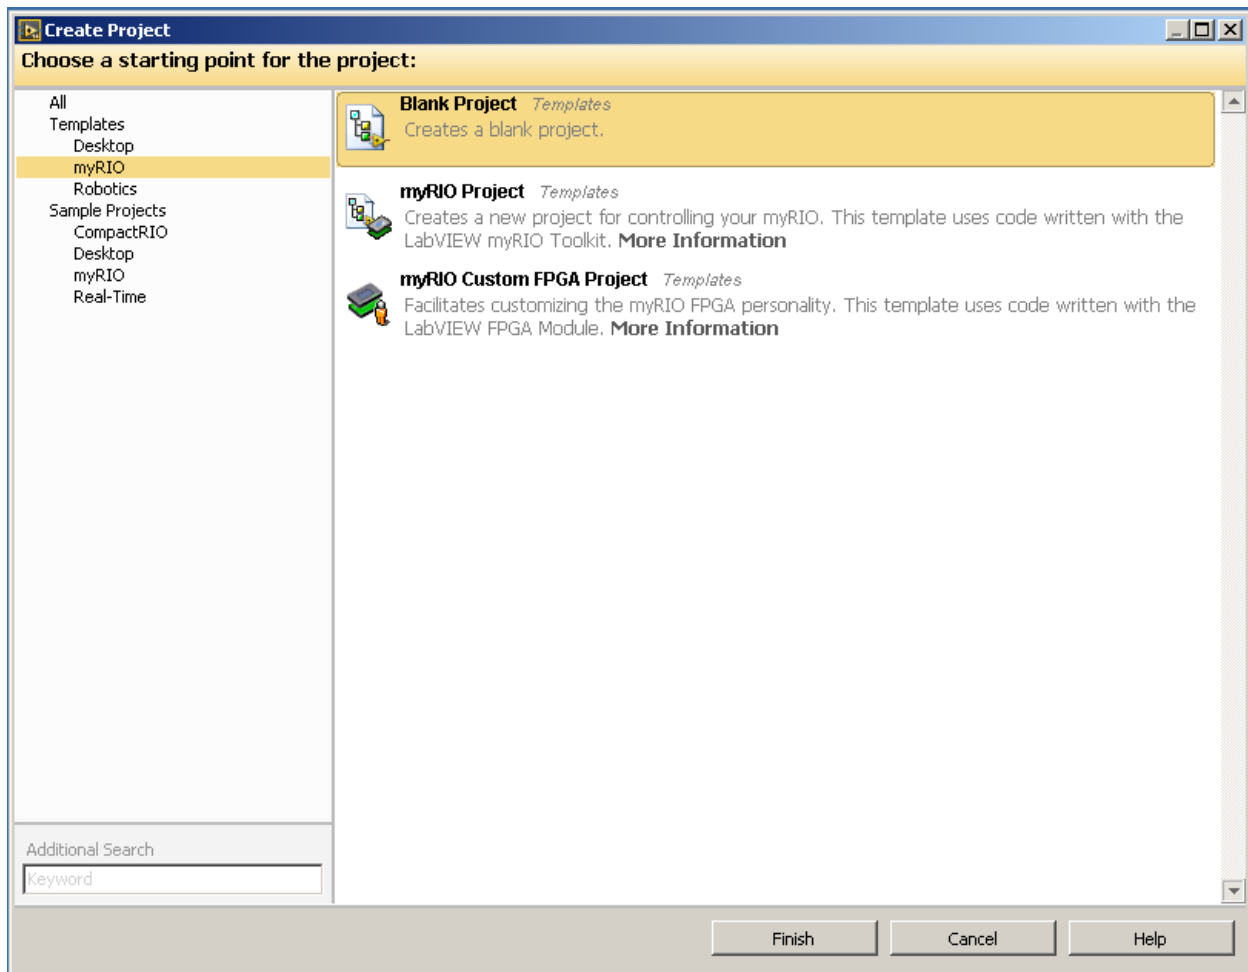 Create Project
Choose a starting point for the project:
All
Templates
Desktop
myRIO
Robotics
Sample Projects
CompactRIO
Desktop
myRIO
Real-Time
Additional Search
Keyword
Blank Project Templates
Creates a blank project.
myRIO Project Templates
Creates a new project for controlling your myRIO. This template uses code written with the
LabVIEW myRIO Toolkit. More Information
myRIO Custom FPGA Project Templates
Facilitates customizing the myRIO FPGA personality. This template uses code written with the
LabVIEW FPGA Module. More Information
Finish Cancel Help